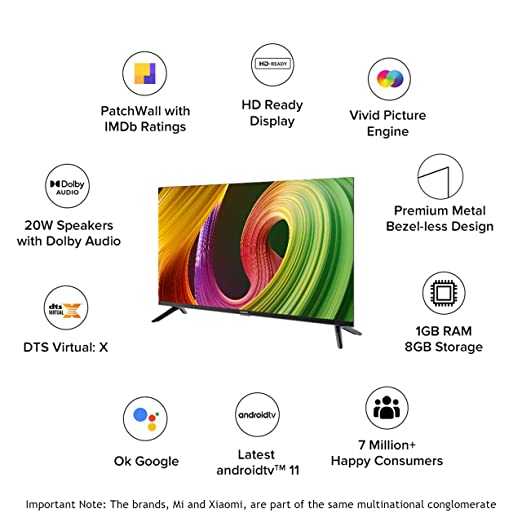 HD-READY
PatchWall with
IMDb Ratings
HD Ready
Display
Vivid Picture
Engine
Dolby
AUDIO
20W Speakers
with Dolby Audio
Premium Metal
Bezel-less Design
dts
VIRTUAL:X
DTS Virtual: X
1GB RAM
8GB Storage
androidtv
Ok Google
Latest
androidtv™ 11
7 Million+
Happy Consumers
Important Note: The brands, Mi and Xiaomi, are part of the same multinational conglomerate